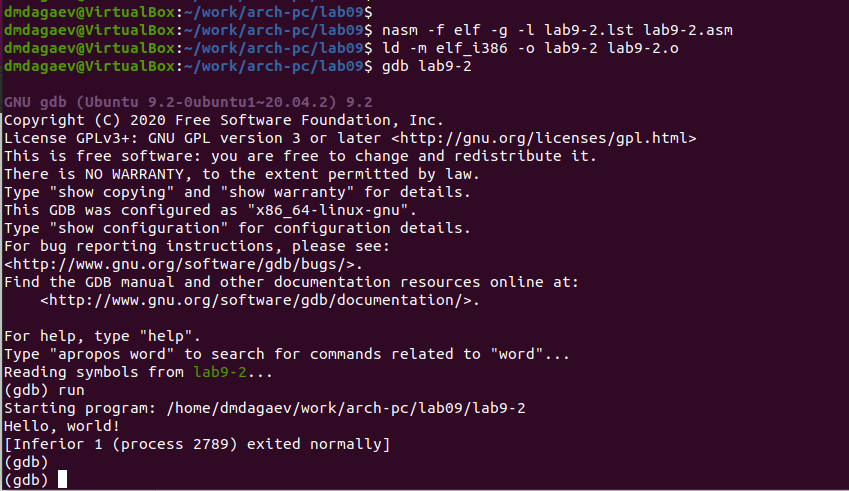 dmdagaev@VirtualBox:~/work/arch-pc/lab09$
dmdagaev@VirtualBox:~/work/arch-pc/lab09$ nasm -f elf -g -l lab9-2.lst lab9-2.asm
dmdagaev@VirtualBox:~/work/arch-pc/lab09$ ld -m elf_i386 -o lab9-2 lab9-2.o
dmdagaev@VirtualBox:~/work/arch-pc/lab09$ gdb lab9-2
GNU gdb (Ubuntu 9.2-0ubuntu1~20.04.2) 9.2
Copyright (C) 2020 Free Software Foundation, Inc.
License GPLv3+: GNU GPL version 3 or later <http://gnu.org/licenses/gpl.html>
This is free software: you are free to change and redistribute it.
There is NO WARRANTY, to the extent permitted by law.
Type "show copying" and "show warranty" for details.
This GDB was configured as "x86_64-linux-gnu".
Type "show configuration" for configuration details.
For bug reporting instructions, please see:
<http://www.gnu.org/software/gdb/bugs/>.
Find the GDB manual and other documentation resources online at:
    <http://www.gnu.org/software/gdb/documentation/>.
For help, type "help".
Type "apropos word" to search for commands related to "word"...
Reading symbols from lab9-2...
(gdb) run
Starting program: /home/dmdagaev/work/arch-pc/lab09/lab9-2
Hello, world!
[Inferior 1 (process 2789) exited normally]
(gdb)
(gdb)